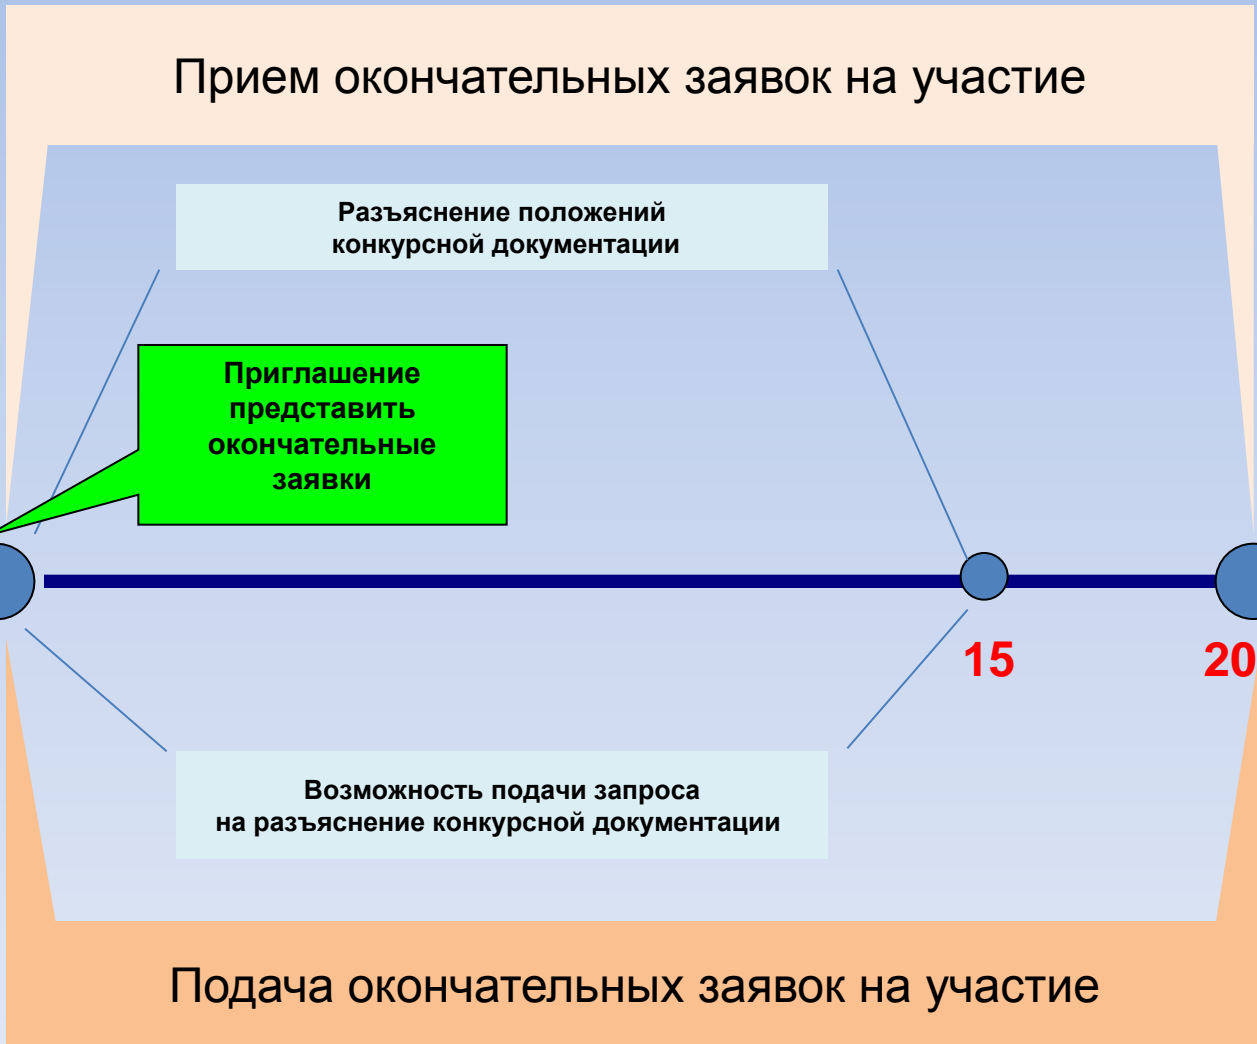 Прием окончательных заявок на участие
Разъяснение положений
конкурсной документации
Приглашение
представить
окончательные
заявки
15
20
Возможность подачи запроса
на разъяснение конкурсной документации
Подача окончательных заявок на участие